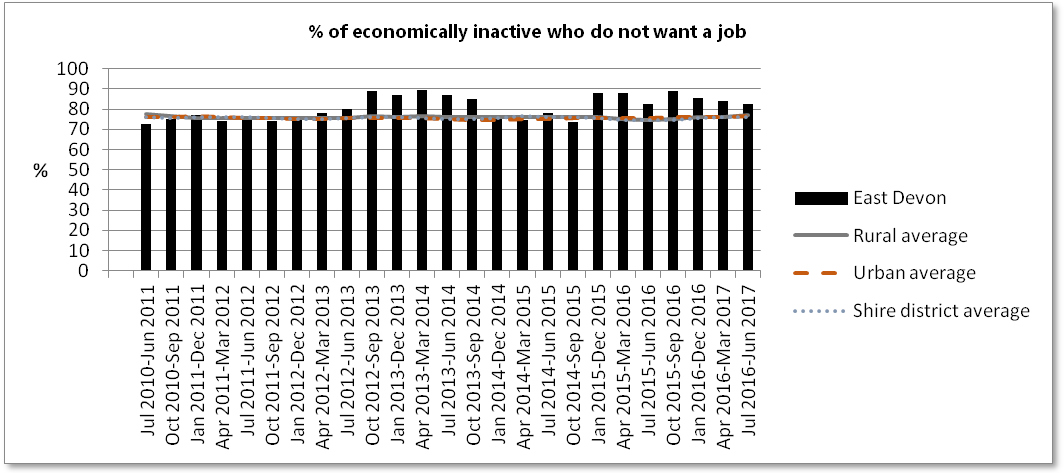 % of economically inactive who do not want a job
100
90
80
70
60
50
40
30
20
10
0
%
Jul 2010-Jun 2011
Oct 2010-Sep 2011
Jan 2011-Dec 2011
Apr 2011-Mar 2012
Jul 2011-Jun 2012
Oct 2011-Sep 2012
Jan 2012-Dec 2012
Apr 2012-Mar 2013
Jul 2012-Jun 2013
Oct 2012-Sep 2013
Jan 2013-Dec 2013
Apr 2013-Mar 2014
Jul 2013-Jun 2014
Oct 2013-Sep 2014
Jan 2014-Dec 2014
Apr 2014-Mar 2015
Jul 2014-Jun 2015
Oct 2014-Sep 2015
Jan 2015-Dec 2015
Apr 2015-Mar 2016
Jul 2015-Jun 2016
Oct 2015-Sep 2016
Jan 2016-Dec 2016
Apr 2016-Mar 2017
Jul 2016-Jun 2017
East Devon
Rural average
Urban average
Shire district average